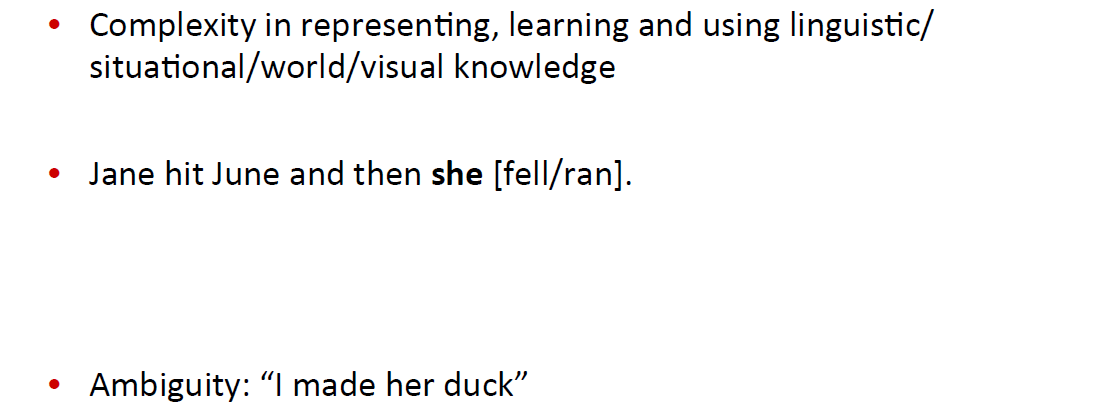 • Complexity in representing, learning and using linguistic/
situational/world/visual knowledge
• Jane hit June and then she [fell/ran].
• Ambiguity: “I made her duck”